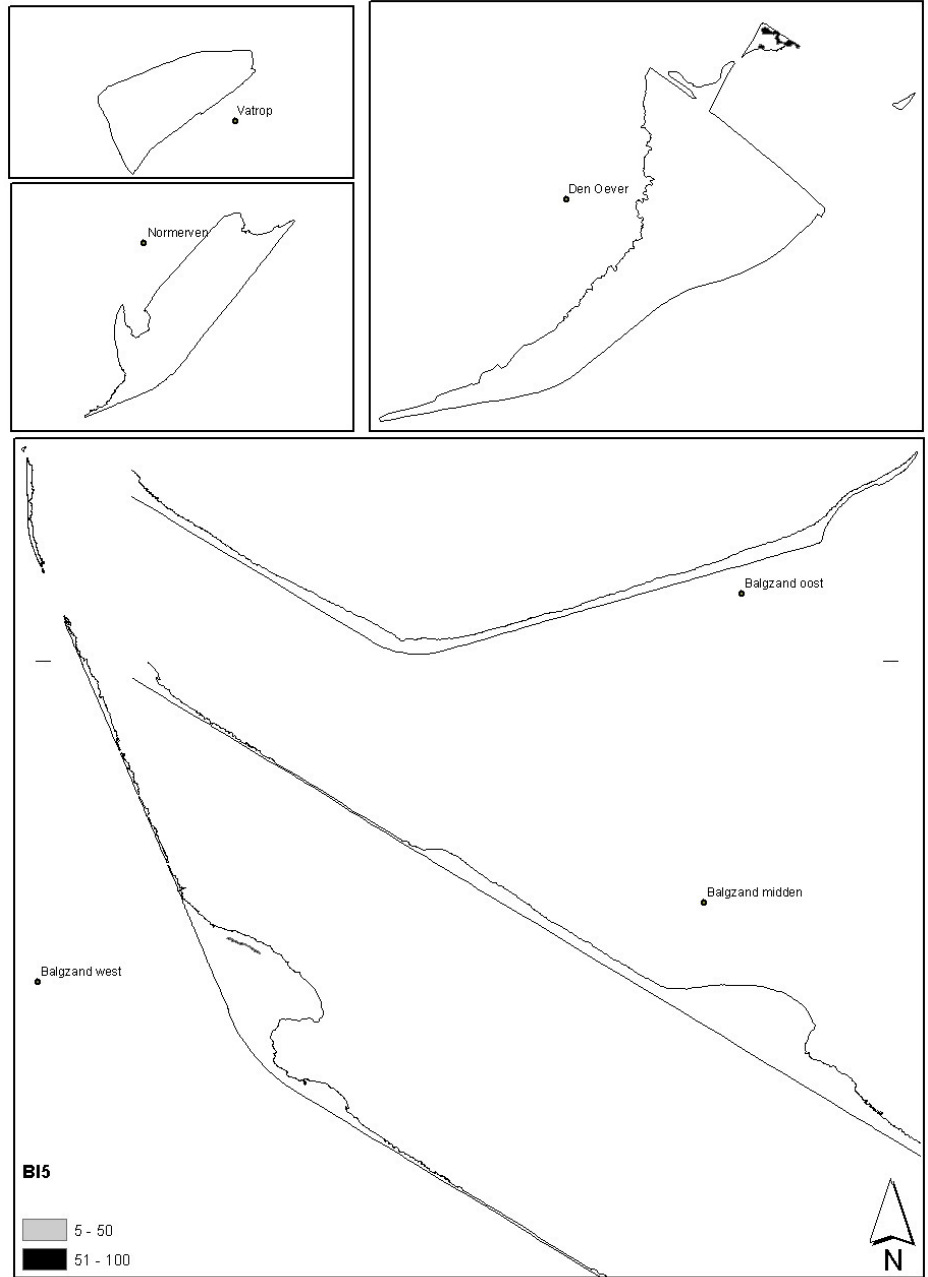 Vatrop
Den Oever
Normerven
Balgzand oost
Balgzand midden
Balgzand west
BI5
5 - 50
51 - 100
N